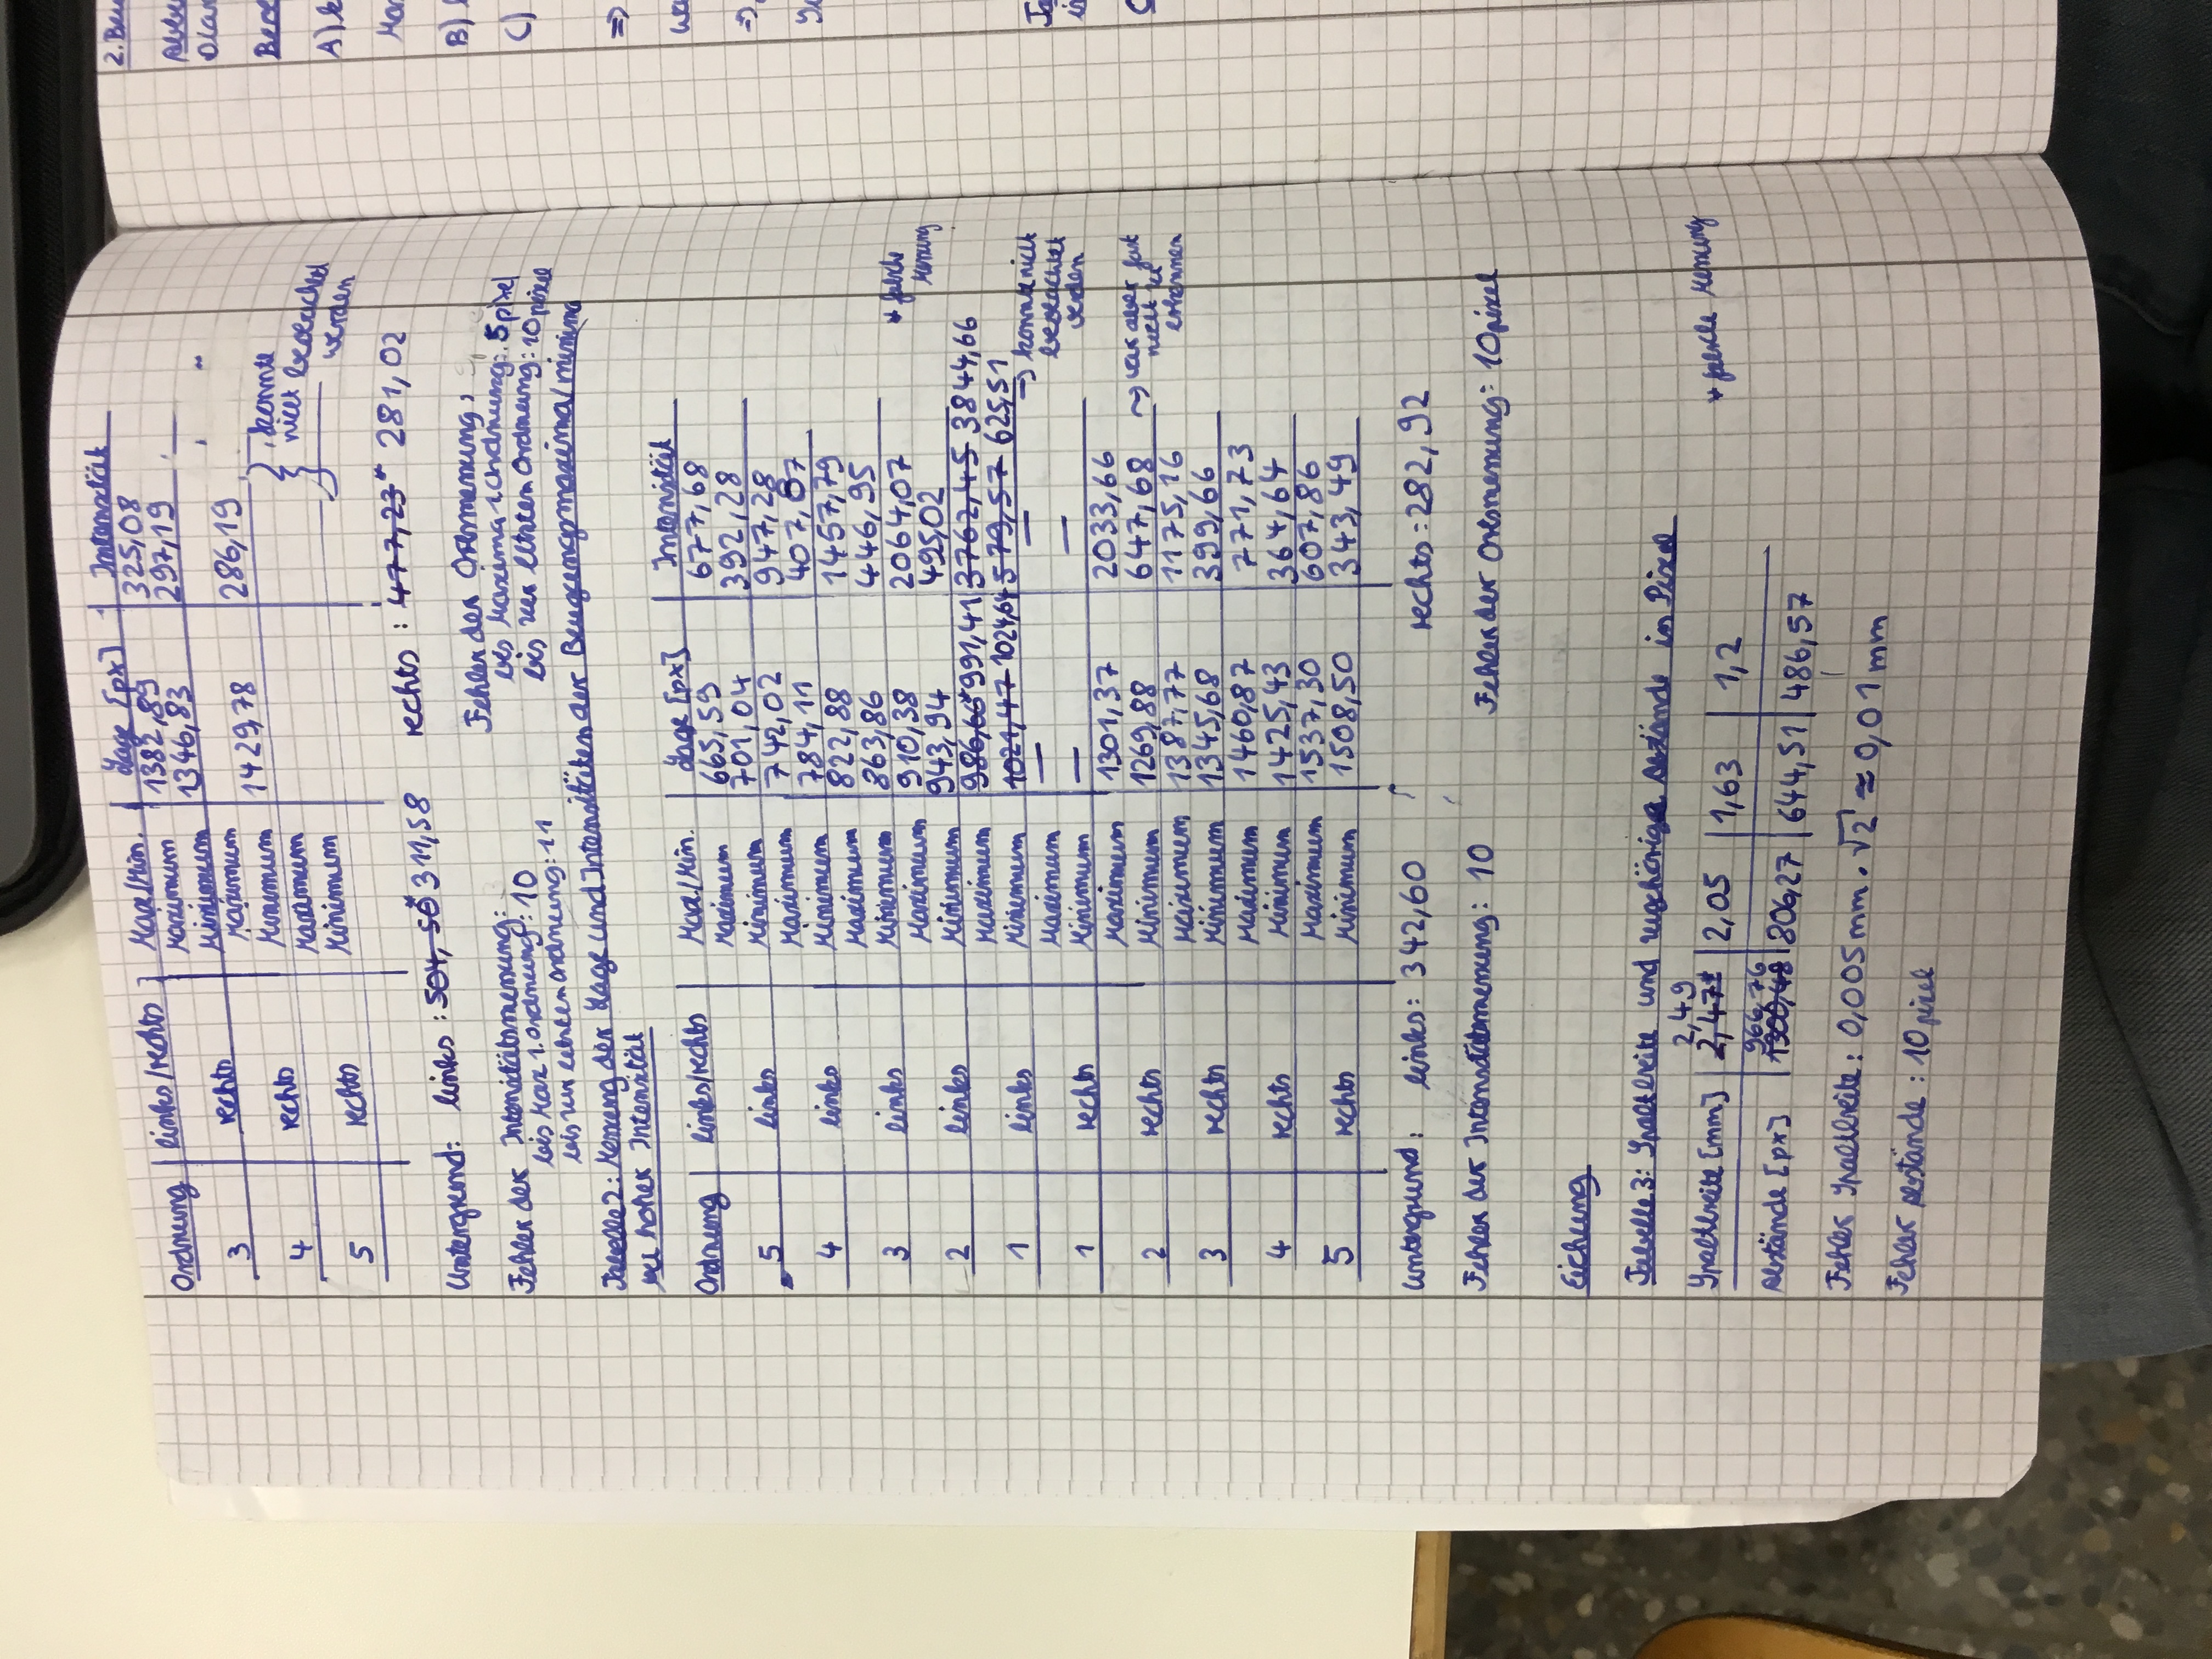 Ordnung | links/rechts | Max./Min. | Lage [px] | Intensität
Maximum | 1382,89 | 325,08
3 | rechts | Minimum | 1346,83 | 297,19
Maximum
4 | rechts | Minimum | 1429,78 | 286,19
Maximum } konnte
5 | rechts | Minimum nicht beobachtet
werden
Untergrund: links: 504,50* 311,58 rechts: 477,23* 281,02
Fehler der Intensitätsmessung: Fehler der Ortsmessung:
bis Max 1. Ordnung: 10 bis Maxima 1. Ordnung: 5 pixel
bis zur letzten Ordnung: 11 bis zur letzten Ordnung: 10 pixel
Tabelle 2: Messung der Lage und Intensitäten der Beugungsmaxima/minima
bei hoher Intensität
Ordnung | links/rechts | Max./Min. | Lage [px] | Intensität
Maximum | 665,59 | 677,68
5 | links | Minimum | 701,04 | 392,28
Maximum | 742,02 | 947,28
4 | links | Minimum | 784,11 | 407,87
Maximum | 822,88 | 1457,79
3 | links | Minimum | 863,86 | 446,95
Maximum | 910,38 | 2064,07 * falsche
2 | links | Minimum | 943,94 | 495,02 Messung
Maximum | 986,66* 991,41 | 3762,45 3844,66
1 | links | Minimum | 1021,47 1024,64 | 579,57 625,51
Maximum | — | — → konnte nicht
1 | rechts | Minimum | — | — beobachtet
werden
Maximum | 1301,37 | 2033,66
2 | rechts | Minimum | 1269,88 | 647,68 ~> war aber fast
nicht zu
Maximum | 1387,77 | 1175,16 erkennen
3 | rechts | Minimum | 1345,68 | 399,66
Maximum | 1460,87 | 771,73
4 | rechts | Minimum | 1425,43 | 364,64
Maximum | 1537,30 | 607,86
5 | rechts | Minimum | 1508,50 | 343,49
Untergrund: links: 342,60 rechts: 282,92
Fehler der Intensitätsmessung: 10 Fehler der Ortsmessung: 10 pixel
Eichung
Tabelle 3: Spaltbreite und zugehörige Abstände in Pixel
2,49
Spaltbreite [mm] | 2,47* | 2,05 | 1,63 | 1,2 * falsche Messung
966,76
Abstände [px] | 1300,48 | 806,27 | 644,51 | 486,57
Fehler Spaltbreite: 0,005 mm · √2 ≈ 0,01 mm
Fehler Abstände: 10 pixel
2. Beu
Ber
A)
B)
C)
⇒